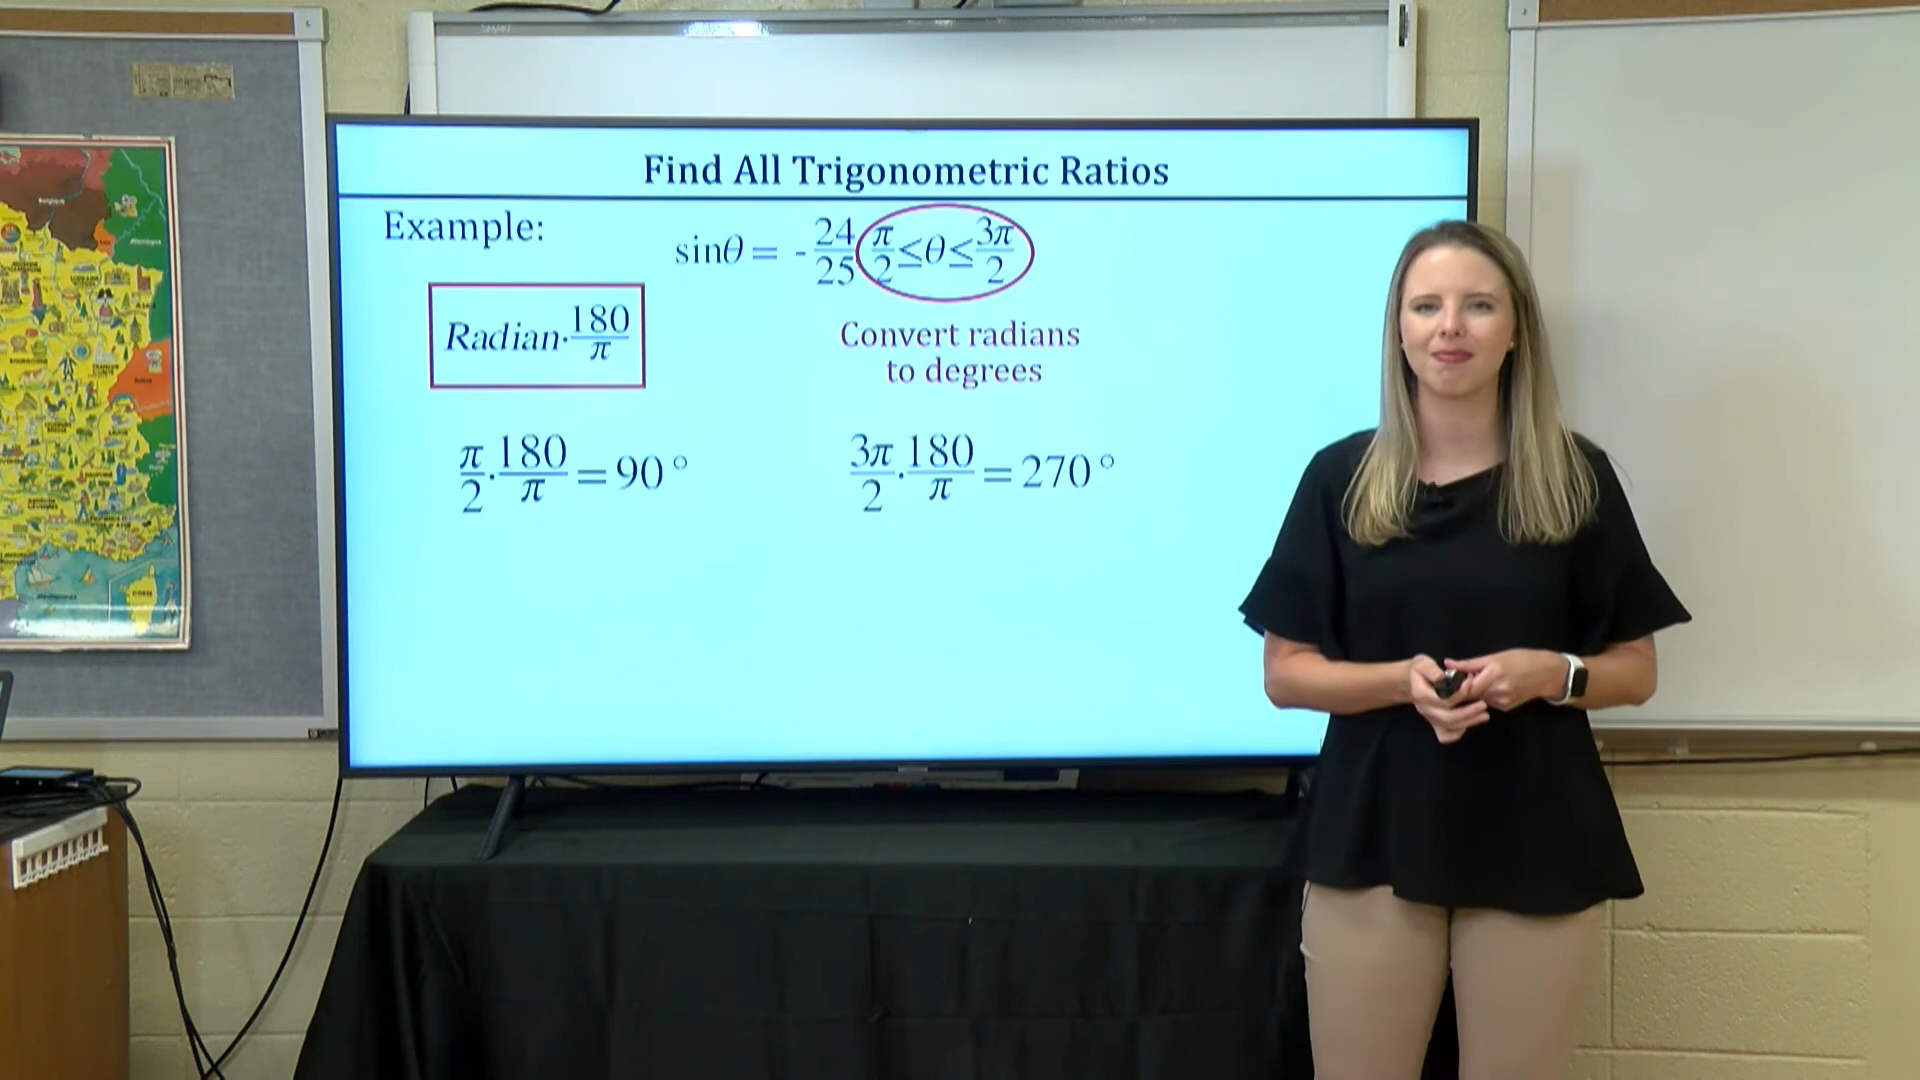 SMART
Find All Trigonometric Ratios
Example:
sinθ = - 24/25 π/2 ≤ θ ≤ 3π/2
Radian · 180/π
Convert radians
to degrees
π/2 · 180/π = 90°
3π/2 · 180/π = 270°